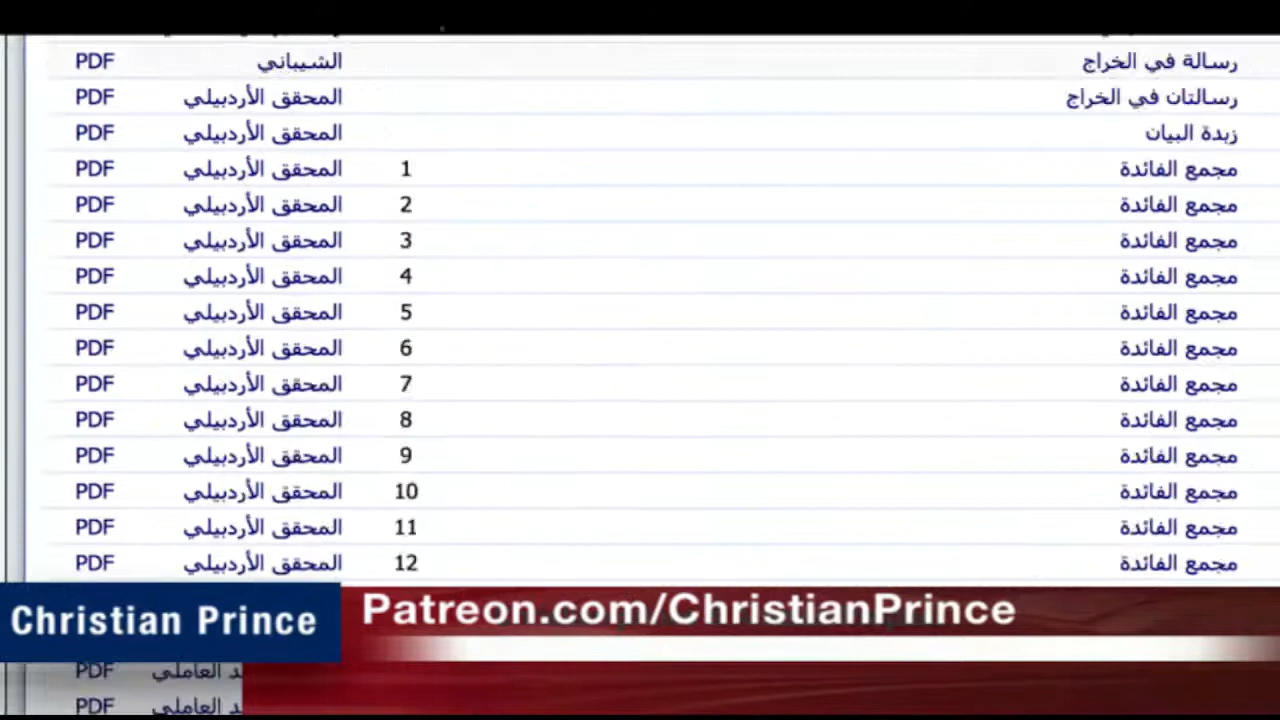 رسالة في الخراج الشيباني PDF
رسالتان في الخراج المحقق الأردبيلي PDF
زبدة البيان المحقق الأردبيلي PDF
مجمع الفائدة 1 المحقق الأردبيلي PDF
مجمع الفائدة 2 المحقق الأردبيلي PDF
مجمع الفائدة 3 المحقق الأردبيلي PDF
مجمع الفائدة 4 المحقق الأردبيلي PDF
مجمع الفائدة 5 المحقق الأردبيلي PDF
مجمع الفائدة 6 المحقق الأردبيلي PDF
مجمع الفائدة 7 المحقق الأردبيلي PDF
مجمع الفائدة 8 المحقق الأردبيلي PDF
مجمع الفائدة 9 المحقق الأردبيلي PDF
مجمع الفائدة 10 المحقق الأردبيلي PDF
مجمع الفائدة 11 المحقق الأردبيلي PDF
مجمع الفائدة 12 المحقق الأردبيلي PDF
Christian Prince
Patreon.com/ChristianPrince
العاملي PDF
العاملي PDF